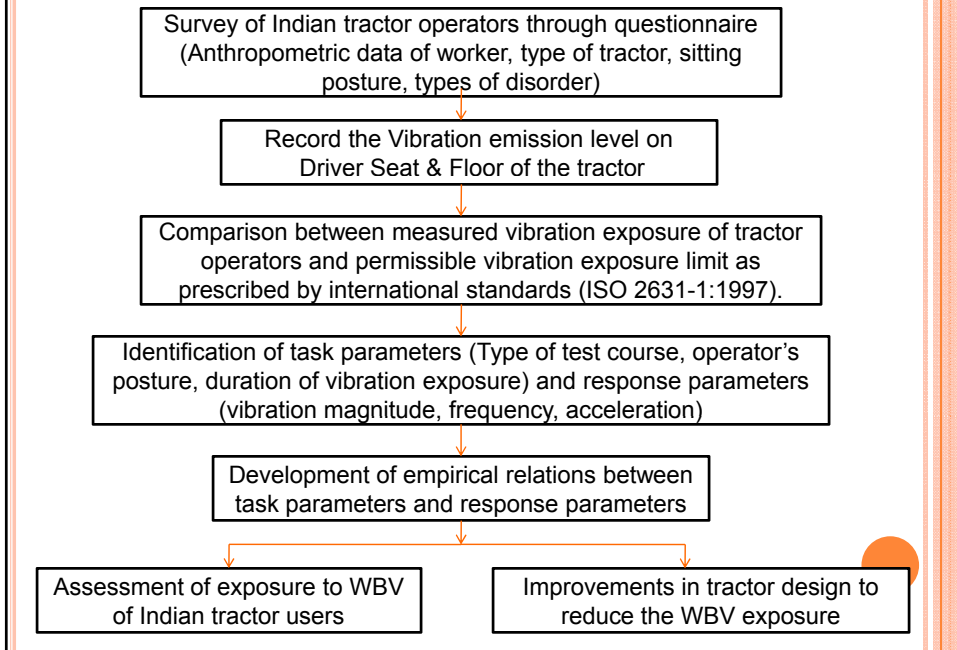 Survey of Indian tractor operators through questionnaire
(Anthropometric data of worker, type of tractor, sitting
posture, types of disorder)
Record the Vibration emission level on
Driver Seat & Floor of the tractor
Comparison between measured vibration exposure of tractor
operators and permissible vibration exposure limit as
prescribed by international standards (ISO 2631-1:1997).
Identification of task parameters (Type of test course, operator's
posture, duration of vibration exposure) and response parameters
(vibration magnitude, frequency, acceleration)
Development of empirical relations between
task parameters and response parameters
Assessment of exposure to WBV
of Indian tractor users
Improvements in tractor design to
reduce the WBV exposure